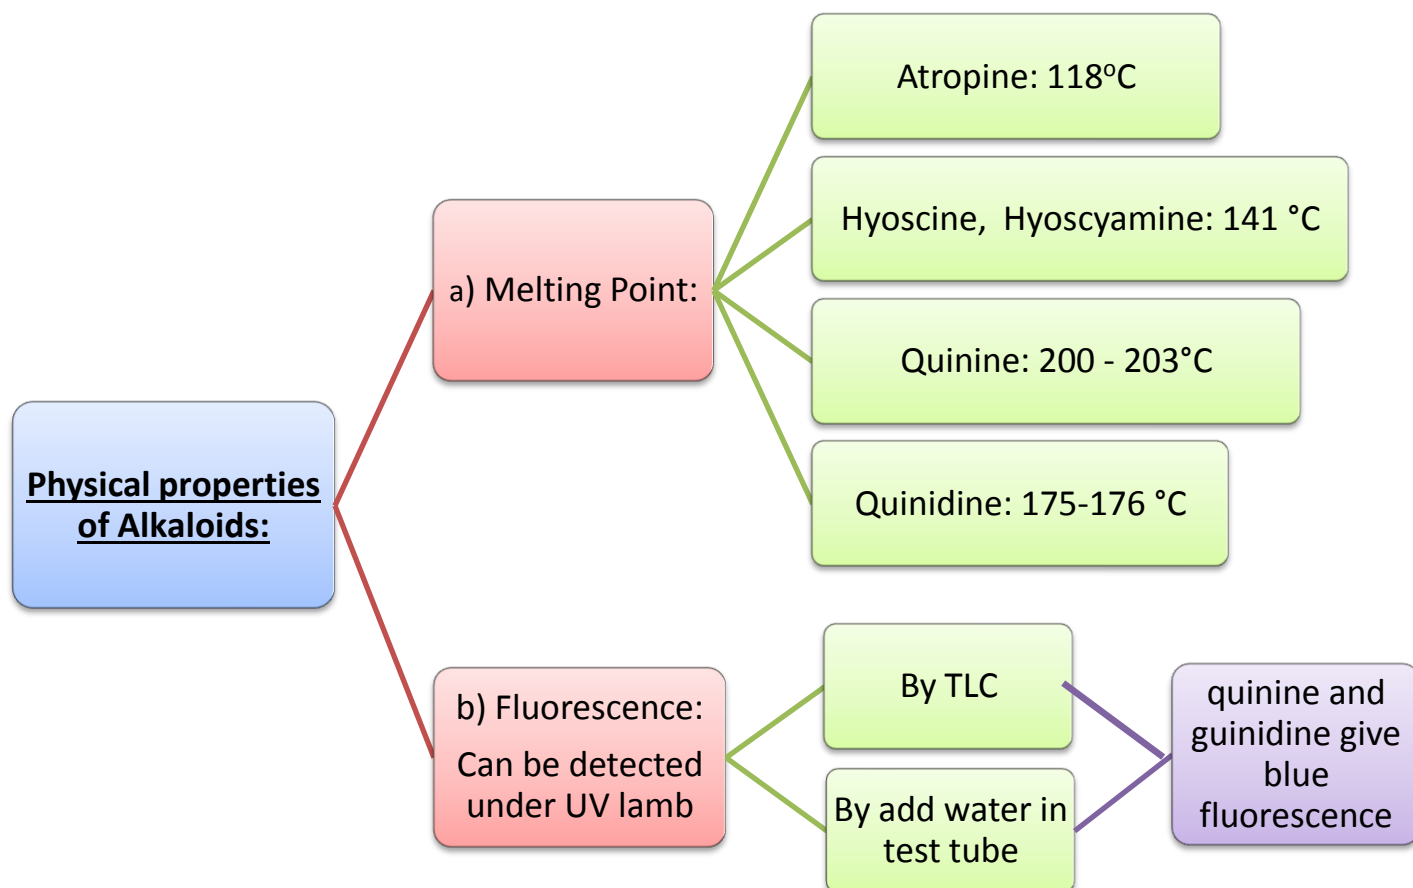 Physical properties
of Alkaloids:
a) Melting Point:
Atropine: 118°C
Hyoscine, Hyoscyamine: 141 °C
Quinine: 200 - 203°C
Quinidine: 175-176 °C
b) Fluorescence:
Can be detected
under UV lamb
By TLC
By add water in
test tube
quinine and
guinidine give
blue
fluorescence